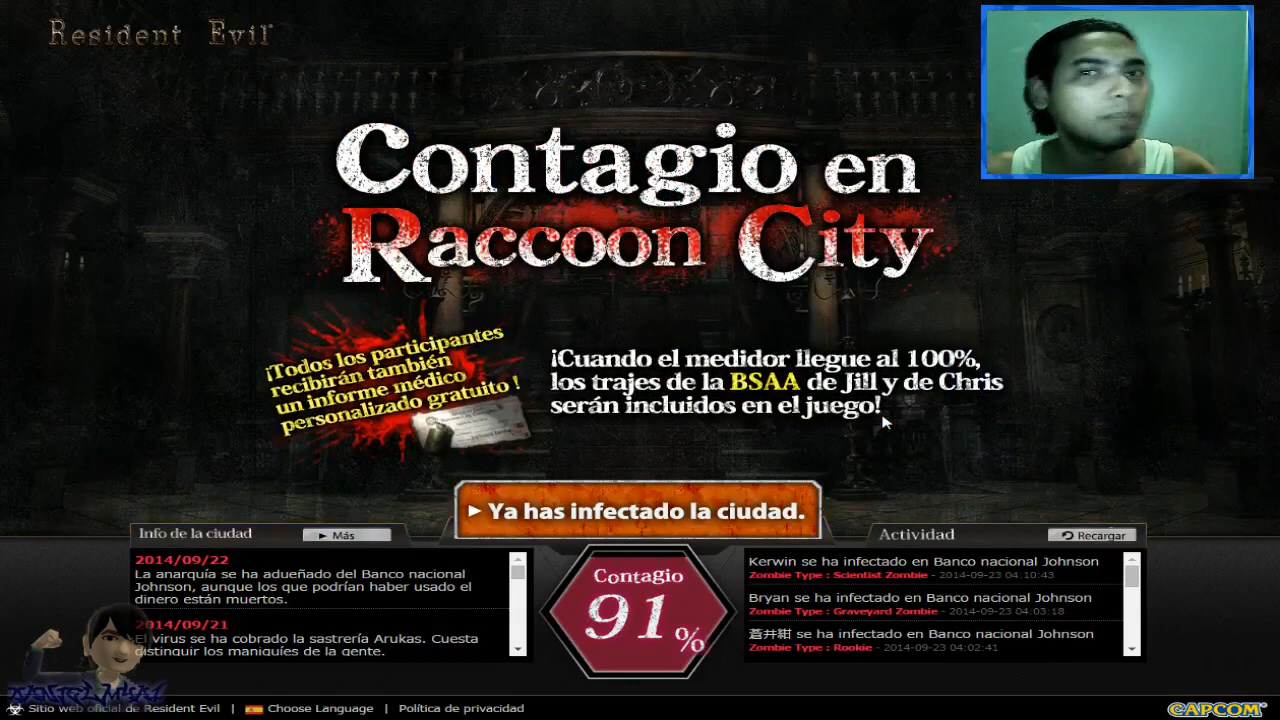 Resident Evil
Contagio en
Raccoon City
¡Todos los participantes
recibirán también
un informe médico
personalizado gratuito !
¡Cuando el medidor llegue al 100%,
los trajes de la BSAA de Jill y de Chris
serán incluidos en el juego!
► Ya has infectado la ciudad.
Info de la ciudad
► Más
2014/09/22
La anarquía se ha adueñado del Banco nacional
Johnson, aunque los que podrían haber usado el
dinero están muertos.
2014/09/21
El virus se ha cobrado la sastrería Arukas. Cuesta
distinguir los maniquíes de la gente.
Contagio
91%
Actividad
Recargar
Kerwin se ha infectado en Banco nacional Johnson
Zombie Type : Scientist Zombie - 2014-09-23 04:10:43
Bryan se ha infectado en Banco nacional Johnson
Zombie Type : Graveyard Zombie - 2014-09-23 04:03:18
蒼井紺 se ha infectado en Banco nacional Johnson
Zombie Type : Rookie - 2014-09-23 04:02:41
Sitio web oficial de Resident Evil | Choose Language | Política de privacidad
CAPCOM